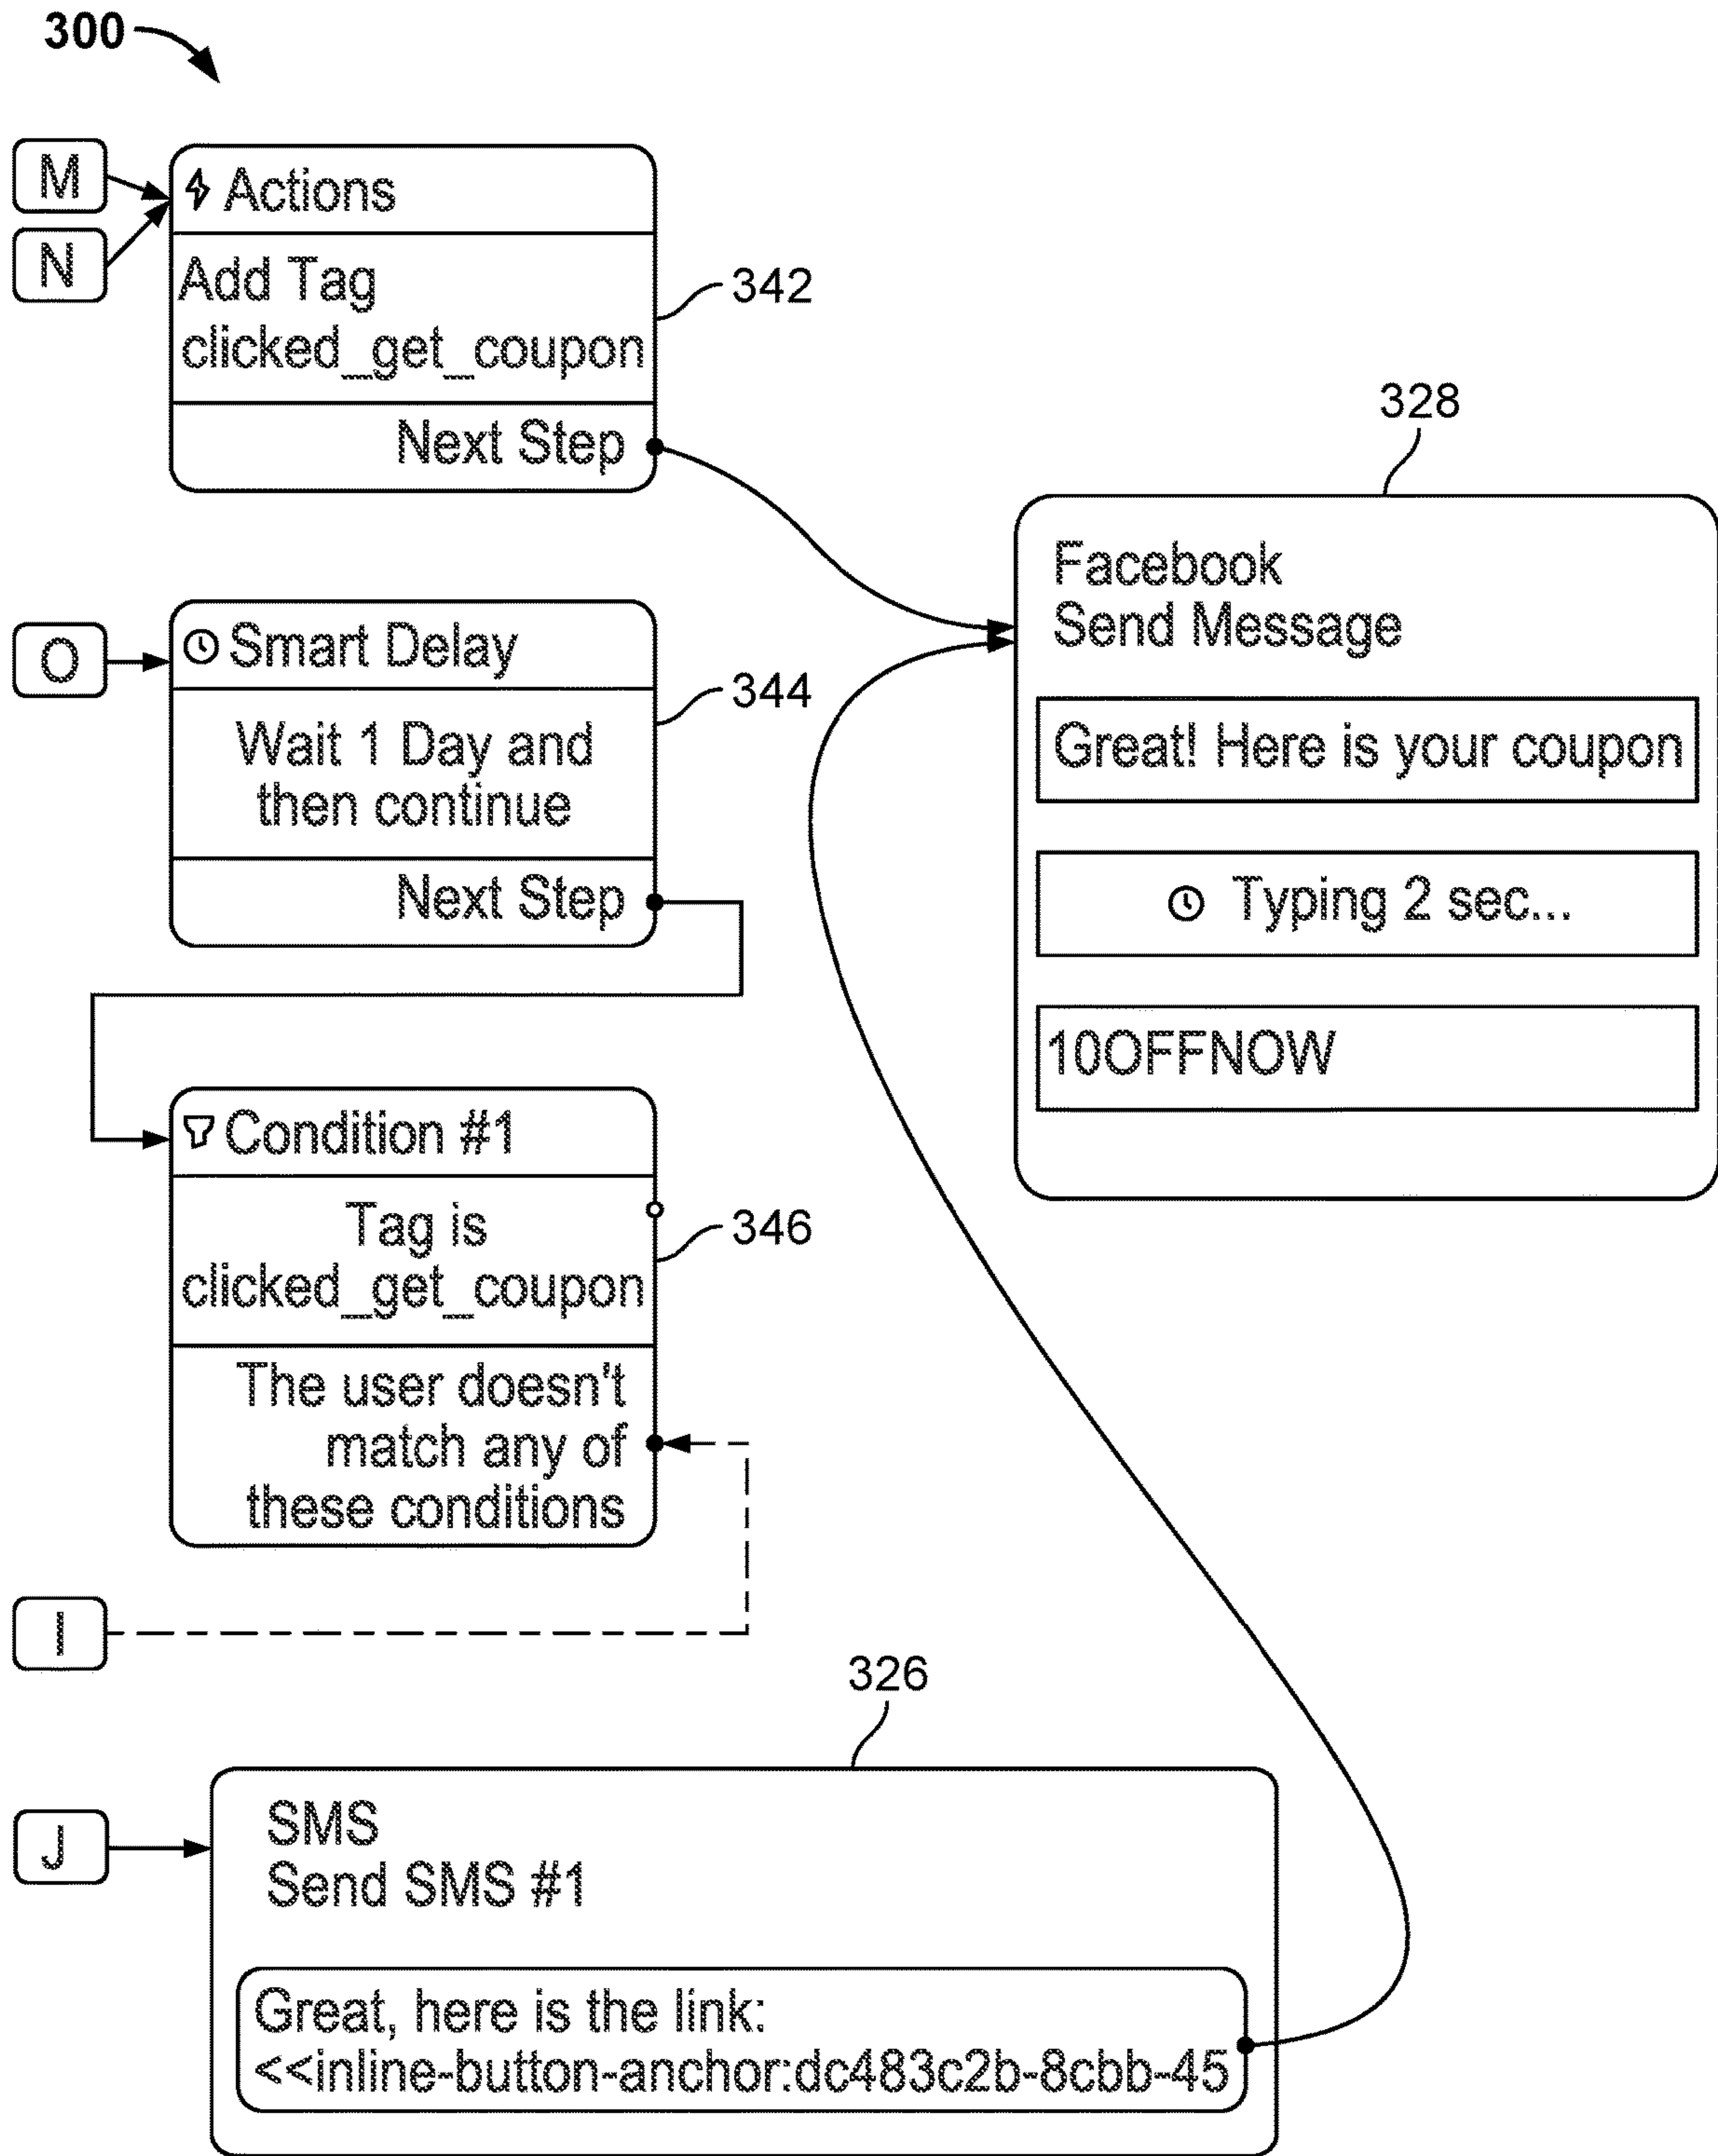 300
M
N
Actions
Add Tag
clicked_get_coupon
Next Step
342
328
Facebook
Send Message
Great! Here is your coupon
Typing 2 sec...
10OFFNOW
O
Smart Delay
Wait 1 Day and
then continue
Next Step
344
Condition #1
Tag is
clicked_get_coupon
The user doesn't
match any of
these conditions
346
I
326
J
SMS
Send SMS #1
Great, here is the link:
<<inline-button-anchor:dc483c2b-8cbb-45